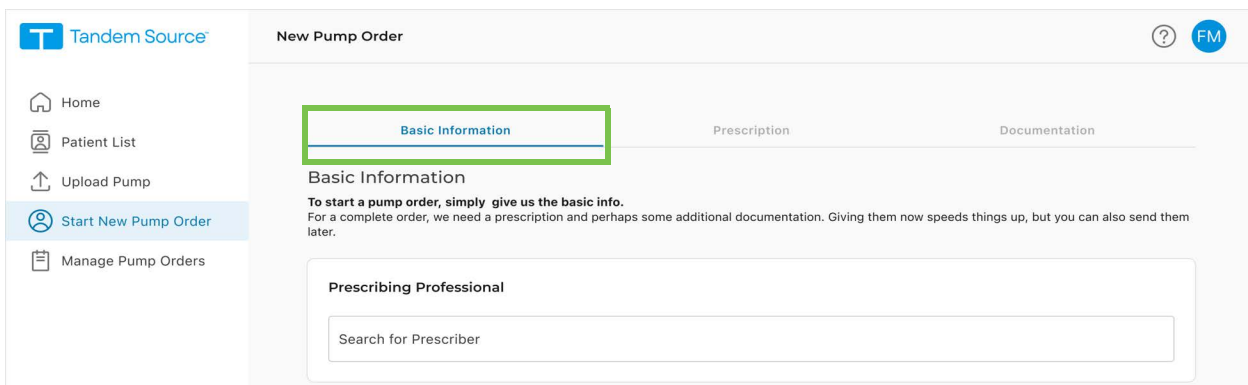 Tandem Source™
New Pump Order
?
FM
Home
Patient List
Upload Pump
Start New Pump Order
Manage Pump Orders
Basic Information
Prescription
Documentation
Basic Information
To start a pump order, simply give us the basic info.
For a complete order, we need a prescription and perhaps some additional documentation. Giving them now speeds things up, but you can also send them
later.
Prescribing Professional
Search for Prescriber